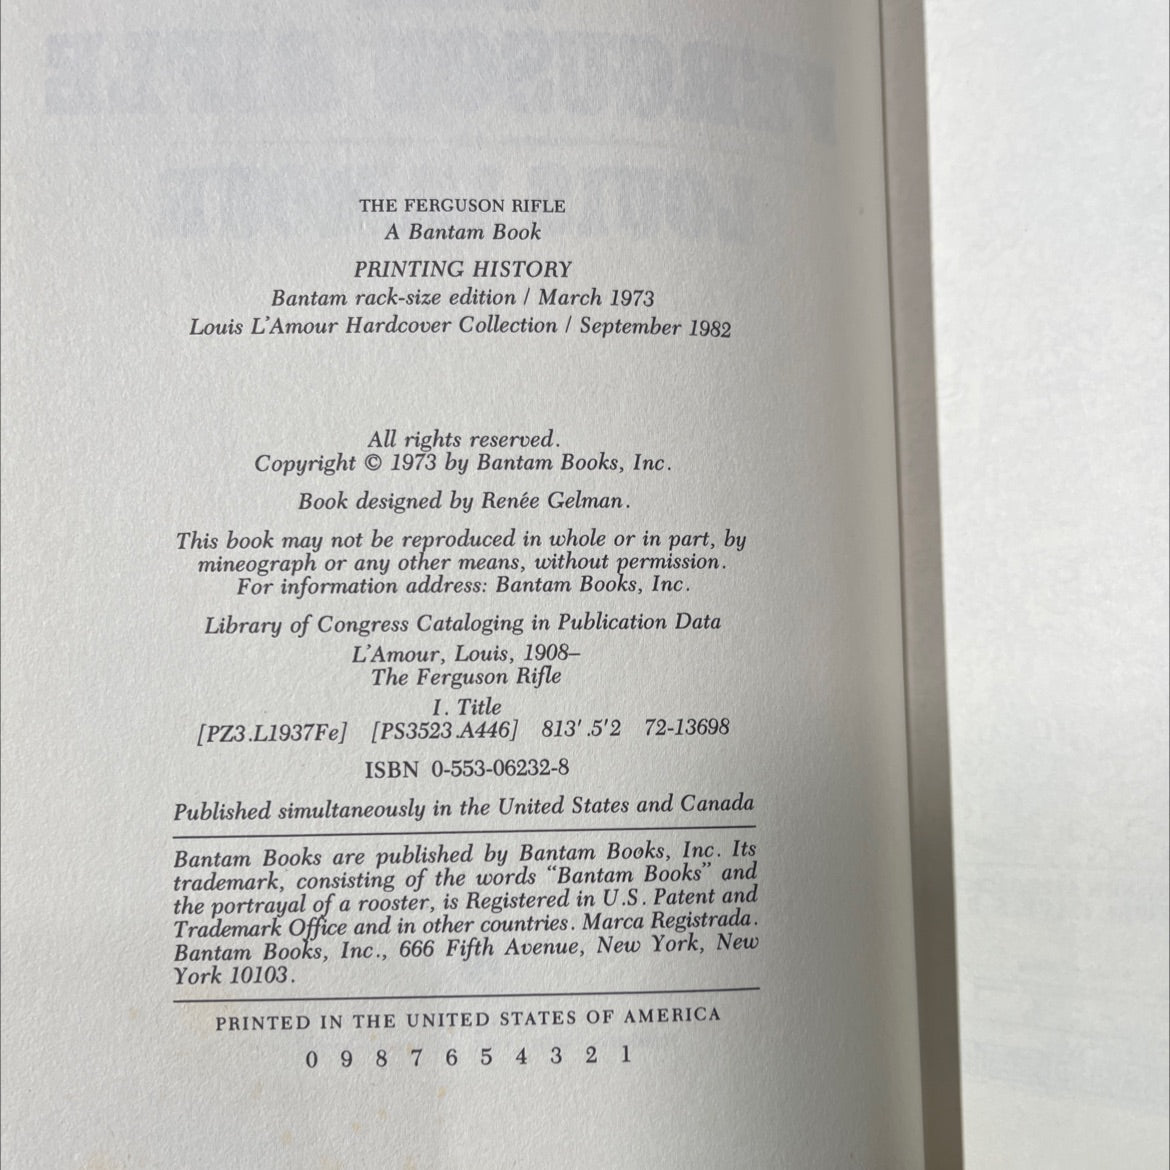 THE FERGUSON RIFLE
A Bantam Book
PRINTING HISTORY
Bantam rack-size edition / March 1973
Louis L'Amour Hardcover Collection / September 1982
All rights reserved.
Copyright © 1973 by Bantam Books, Inc.
Book designed by Renée Gelman.
This book may not be reproduced in whole or in part, by
mineograph or any other means, without permission.
For information address: Bantam Books, Inc.
Library of Congress Cataloging in Publication Data
L'Amour, Louis, 1908–
The Ferguson Rifle
I. Title
[PZ3.L1937Fe] [PS3523.A446] 813'.5'2 72-13698
ISBN 0-553-06232-8
Published simultaneously in the United States and Canada
Bantam Books are published by Bantam Books, Inc. Its
trademark, consisting of the words “Bantam Books” and
the portrayal of a rooster, is Registered in U.S. Patent and
Trademark Office and in other countries. Marca Registrada.
Bantam Books, Inc., 666 Fifth Avenue, New York, New
York 10103.
PRINTED IN THE UNITED STATES OF AMERICA
0 9 8 7 6 5 4 3 2 1